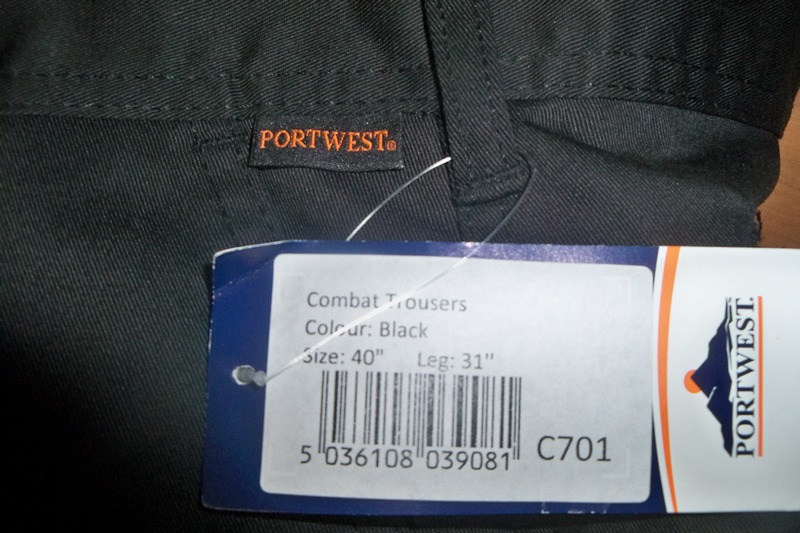 PORTWEST®
Combat Trousers
Colour: Black
Size: 40" Leg: 31"
5 036108 039081
C701
PORTWEST.